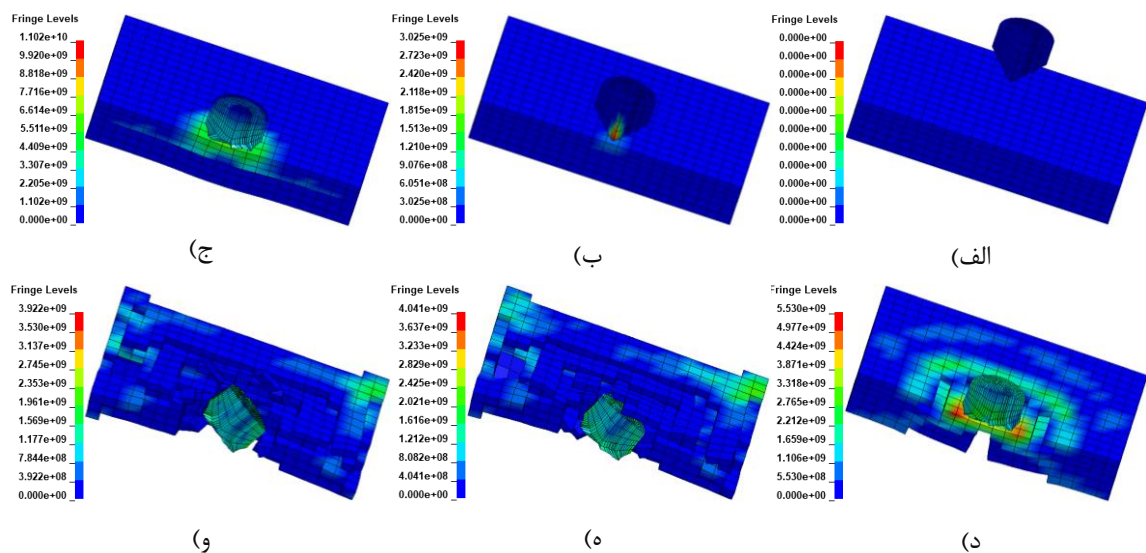 Fringe Levels
0.000e+00
0.000e+00
0.000e+00
0.000e+00
0.000e+00
0.000e+00
0.000e+00
0.000e+00
0.000e+00
0.000e+00
0.000e+00
الف)
Fringe Levels
3.025e+09
2.723e+09
2.420e+09
2.118e+09
1.815e+09
1.513e+09
1.210e+09
9.076e+08
6.051e+08
3.025e+08
0.000e+00
ب)
Fringe Levels
1.102e+10
9.920e+09
8.818e+09
7.716e+09
6.614e+09
5.511e+09
4.409e+09
3.307e+09
2.205e+09
1.102e+09
0.000e+00
ج)
Fringe Levels
5.530e+09
4.977e+09
4.424e+09
3.871e+09
3.318e+09
2.765e+09
2.212e+09
1.659e+09
1.106e+09
5.530e+08
0.000e+00
د)
Fringe Levels
4.041e+09
3.637e+09
3.233e+09
2.829e+09
2.425e+09
2.021e+09
1.616e+09
1.212e+09
8.082e+08
4.041e+08
0.000e+00
ه)
Fringe Levels
3.922e+09
3.530e+09
3.137e+09
2.745e+09
2.353e+09
1.961e+09
1.569e+09
1.177e+09
7.844e+08
3.922e+08
0.000e+00
و)